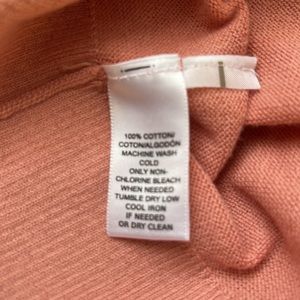 100% COTTON/
COTON/ALGODÓN
MACHINE WASH
COLD
ONLY NON-
CHLORINE BLEACH
WHEN NEEDED
TUMBLE DRY LOW
COOL IRON
IF NEEDED
OR DRY CLEAN